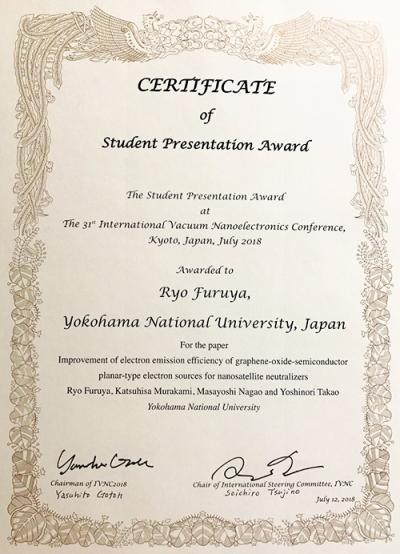 CERTIFICATE
of
Student Presentation Award
The Student Presentation Award
at
The 31st International Vacuum Nanoelectronics Conference,
Kyoto, Japan, July 2018
Awarded to
Ryo Furuya,
Yokohama National University, Japan
For the paper
Improvement of electron emission efficiency of graphene-oxide-semiconductor
planar-type electron sources for nanosatellite neutralizers
Ryo Furuya, Katsuhisa Murakami, Masayoshi Nagao and Yoshinori Takao
Yokohama National University
Chairman of IVNC2018
Yasuhito Gotoh
Chair of International Steering Committee, IVNC
Soichiro Tsujino
July 12, 2018